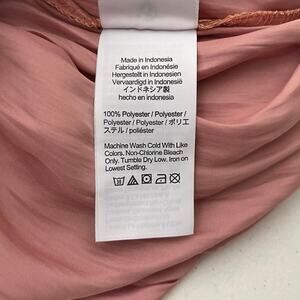 Made in Indonesia
Fabriqué en Indonésie
Hergestellt in Indonesien
Vervaardigd in Indonesië
インドネシア製
hecho en indonesia
100% Polyester / Polyester /
Polyester / Polyester / ポリエ
ステル / poliéster
Machine Wash Cold With Like
Colors. Non-Chlorine Bleach
Only. Tumble Dry Low. Iron on
Lowest Setting.